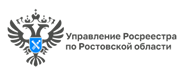 Управление Росреестра
по Ростовской области